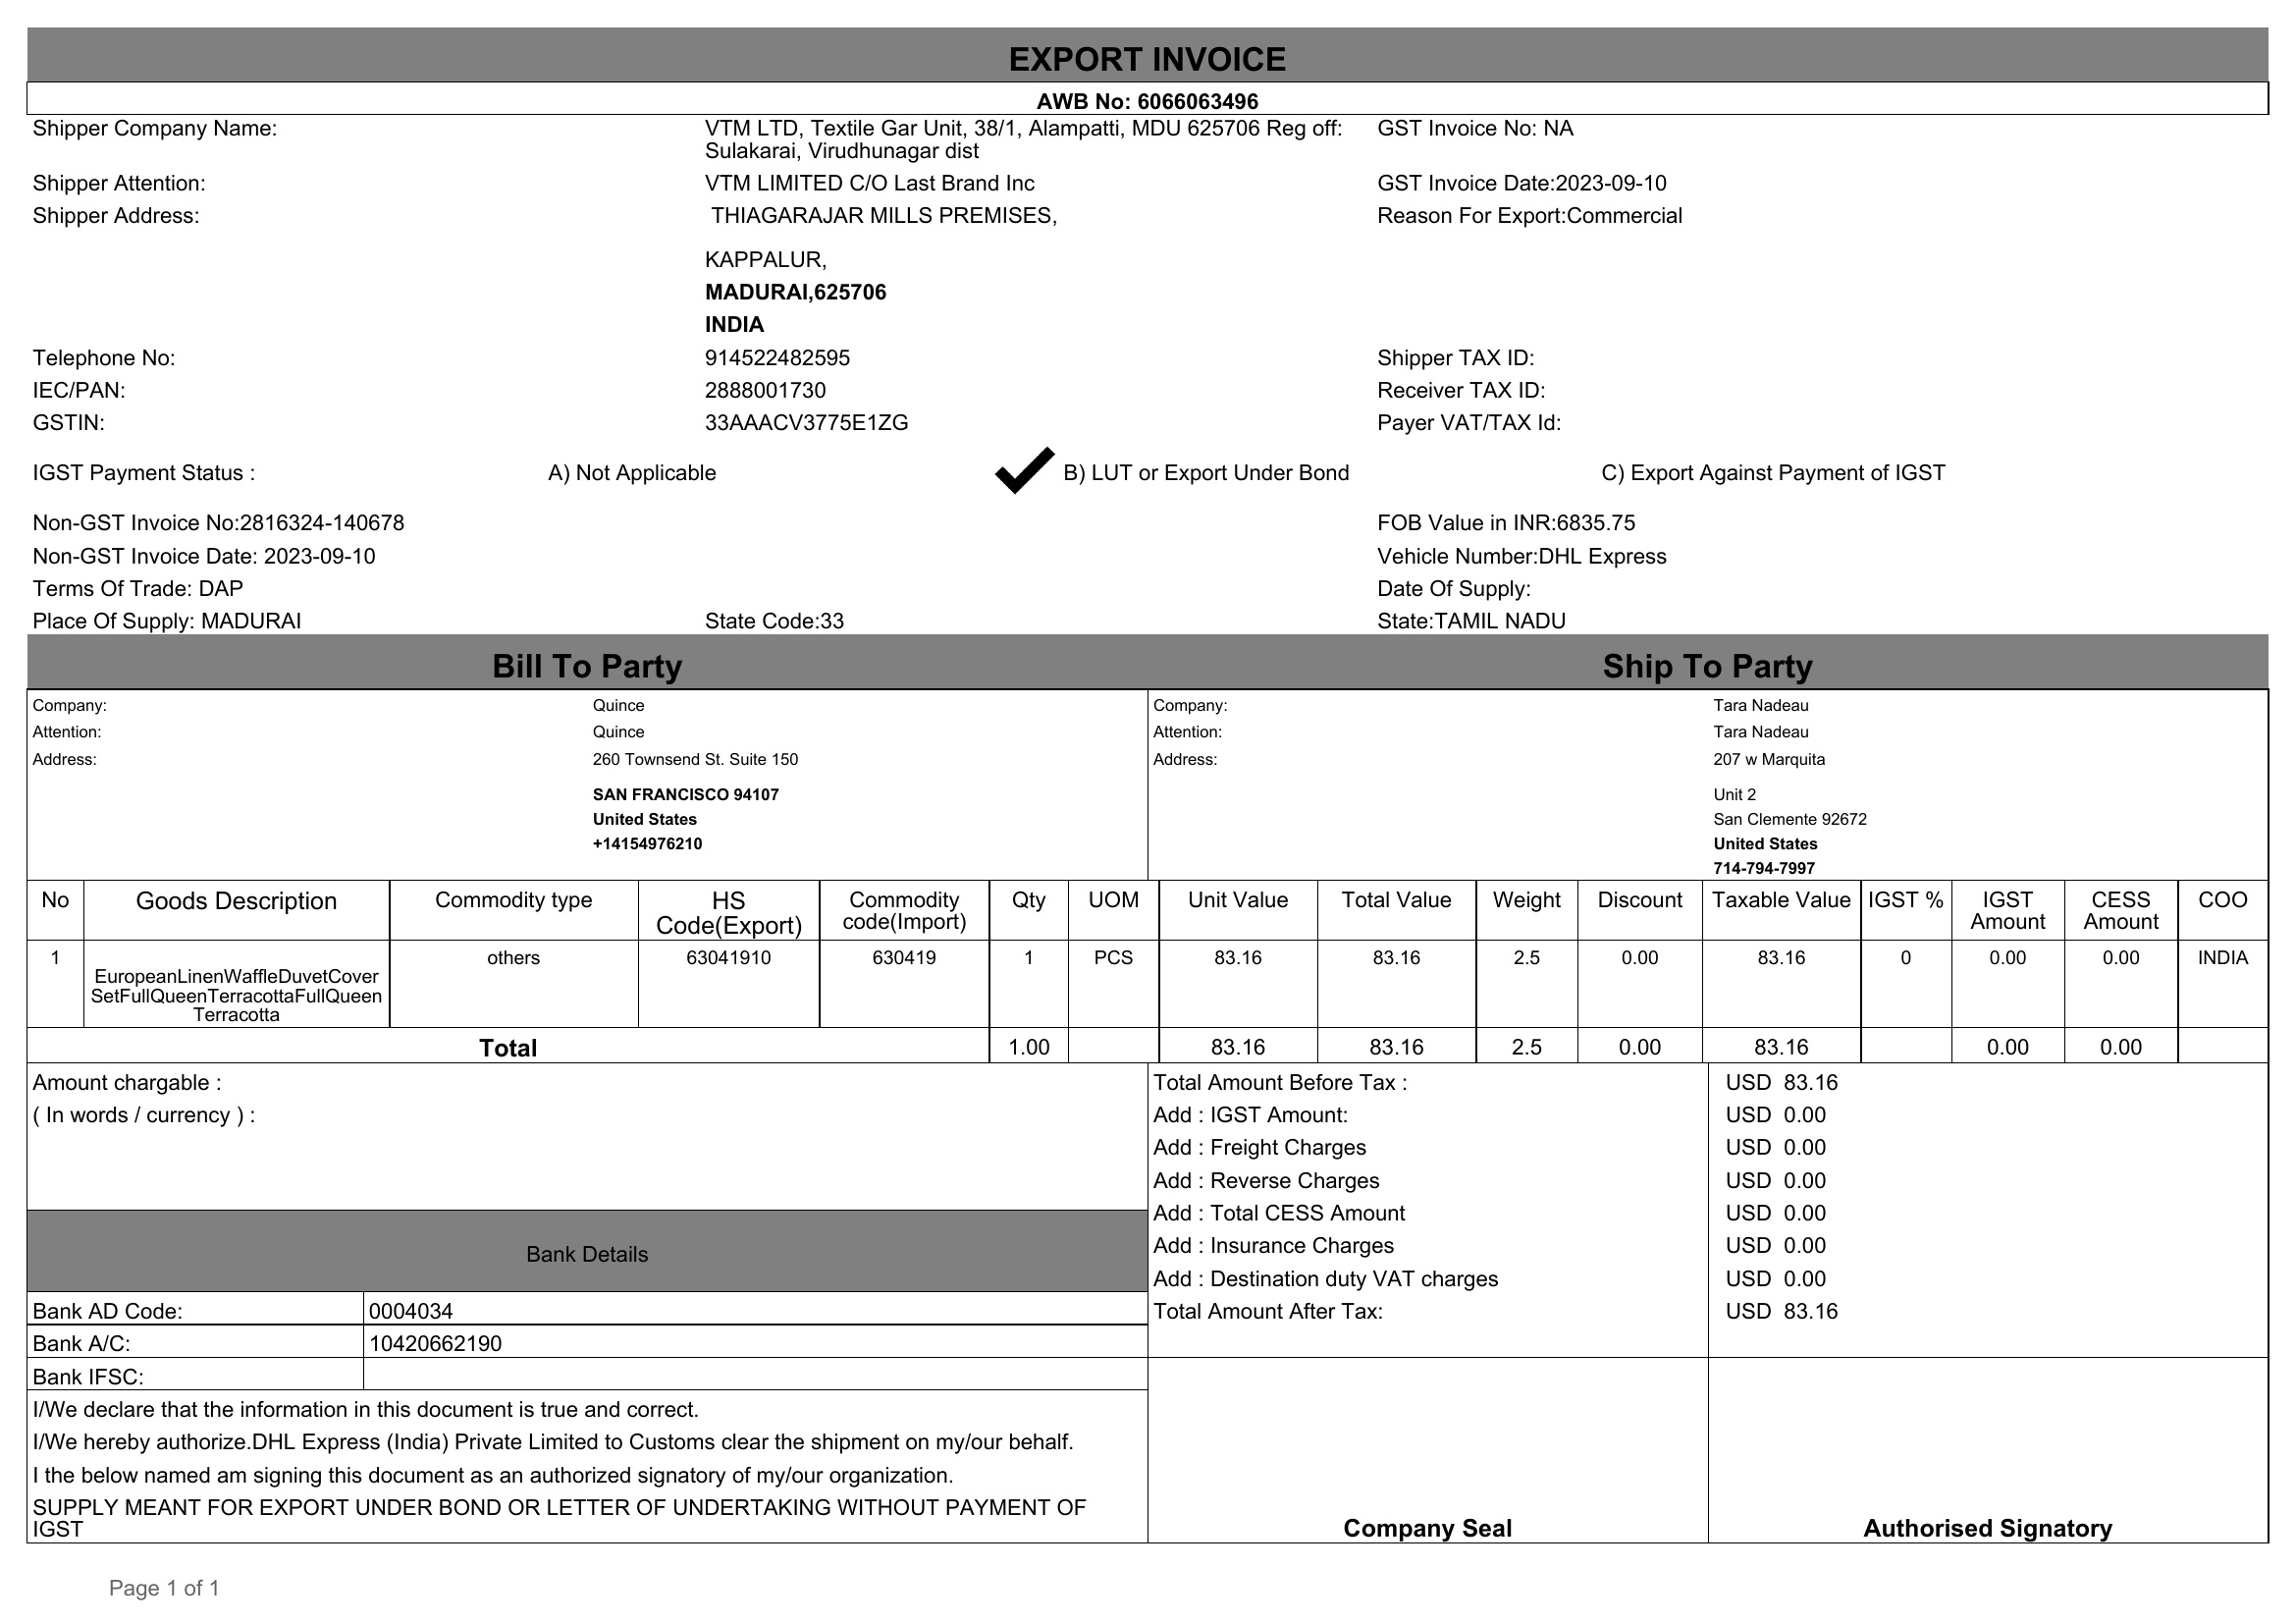 EXPORT INVOICE
AWB No: 6066063496
Shipper Company Name: VTM LTD, Textile Gar Unit, 38/1, Alampatti, MDU 625706 Reg off: GST Invoice No: NA
Sulakarai, Virudhunagar dist
Shipper Attention: VTM LIMITED C/O Last Brand Inc GST Invoice Date:2023-09-10
Shipper Address: THIAGARAJAR MILLS PREMISES, Reason For Export:Commercial
KAPPALUR,
MADURAI,625706
INDIA
Telephone No: 914522482595 Shipper TAX ID:
IEC/PAN: 2888001730 Receiver TAX ID:
GSTIN: 33AAACV3775E1ZG Payer VAT/TAX Id:
IGST Payment Status : A) Not Applicable B) LUT or Export Under Bond C) Export Against Payment of IGST
Non-GST Invoice No:2816324-140678 FOB Value in INR:6835.75
Non-GST Invoice Date: 2023-09-10 Vehicle Number:DHL Express
Terms Of Trade: DAP Date Of Supply:
Place Of Supply: MADURAI State Code:33 State:TAMIL NADU
Bill To Party Ship To Party
Company: Quince Company: Tara Nadeau
Attention: Quince Attention: Tara Nadeau
Address: 260 Townsend St. Suite 150 Address: 207 w Marquita
SAN FRANCISCO 94107 Unit 2
United States San Clemente 92672
+14154976210 United States
714-794-7997
No Goods Description Commodity type HS Code(Export) Commodity code(Import) Qty UOM Unit Value Total Value Weight Discount Taxable Value IGST % IGST Amount CESS Amount COO
1 others 63041910 630419 1 PCS 83.16 83.16 2.5 0.00 83.16 0 0.00 0.00 INDIA
EuropeanLinenWaffleDuvetCover
SetFullQueenTerracottaFullQueen
Terracotta
Total 1.00 83.16 83.16 2.5 0.00 83.16 0.00 0.00
Amount chargable : Total Amount Before Tax : USD 83.16
( In words / currency ) : Add : IGST Amount: USD 0.00
Add : Freight Charges USD 0.00
Add : Reverse Charges USD 0.00
Add : Total CESS Amount USD 0.00
Bank Details Add : Insurance Charges USD 0.00
Add : Destination duty VAT charges USD 0.00
Bank AD Code: 0004034 Total Amount After Tax: USD 83.16
Bank A/C: 10420662190
Bank IFSC:
I/We declare that the information in this document is true and correct.
I/We hereby authorize.DHL Express (India) Private Limited to Customs clear the shipment on my/our behalf.
I the below named am signing this document as an authorized signatory of my/our organization.
SUPPLY MEANT FOR EXPORT UNDER BOND OR LETTER OF UNDERTAKING WITHOUT PAYMENT OF
IGST Company Seal Authorised Signatory
Page 1 of 1